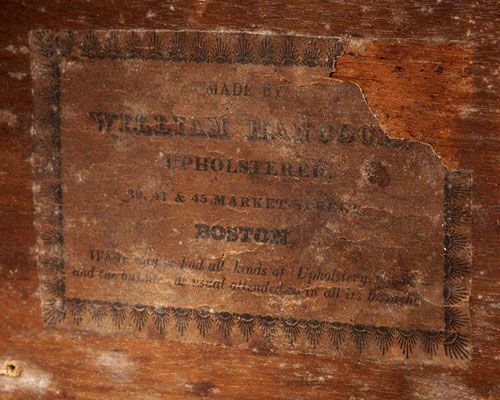 MADE BY
WILLIAM HANCOCK,
UPHOLSTERER.
39, 41 & 45 MARKET STREET
BOSTON,
Where may be had all kinds of Upholstery
and the business as usual attended to in all its branches